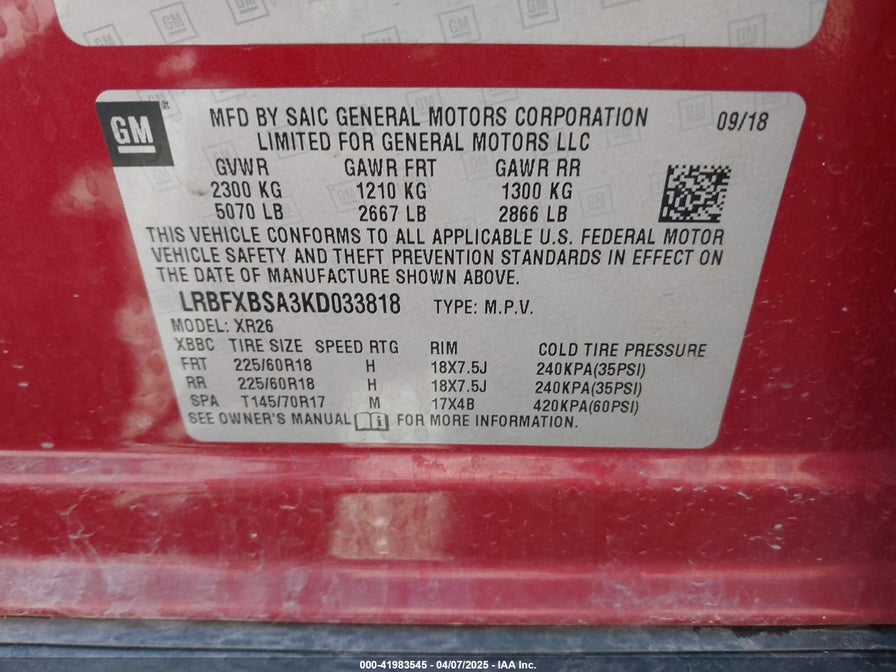 GM
MFD BY SAIC GENERAL MOTORS CORPORATION 09/18
LIMITED FOR GENERAL MOTORS LLC
GVWR GAWR FRT GAWR RR
2300 KG 1210 KG 1300 KG
5070 LB 2667 LB 2866 LB
THIS VEHICLE CONFORMS TO ALL APPLICABLE U.S. FEDERAL MOTOR
VEHICLE SAFETY AND THEFT PREVENTION STANDARDS IN EFFECT ON
THE DATE OF MANUFACTURE SHOWN ABOVE.
LRBFXBSA3KD033818 TYPE: M.P.V.
MODEL: XR26
XBBC TIRE SIZE SPEED RTG RIM COLD TIRE PRESSURE
FRT 225/60R18 H 18X7.5J 240KPA(35PSI)
RR 225/60R18 H 18X7.5J 240KPA(35PSI)
SPA T145/70R17 M 17X4B 420KPA(60PSI)
SEE OWNER'S MANUAL FOR MORE INFORMATION.
000-41983545 - 04/07/2025 - IAA Inc.